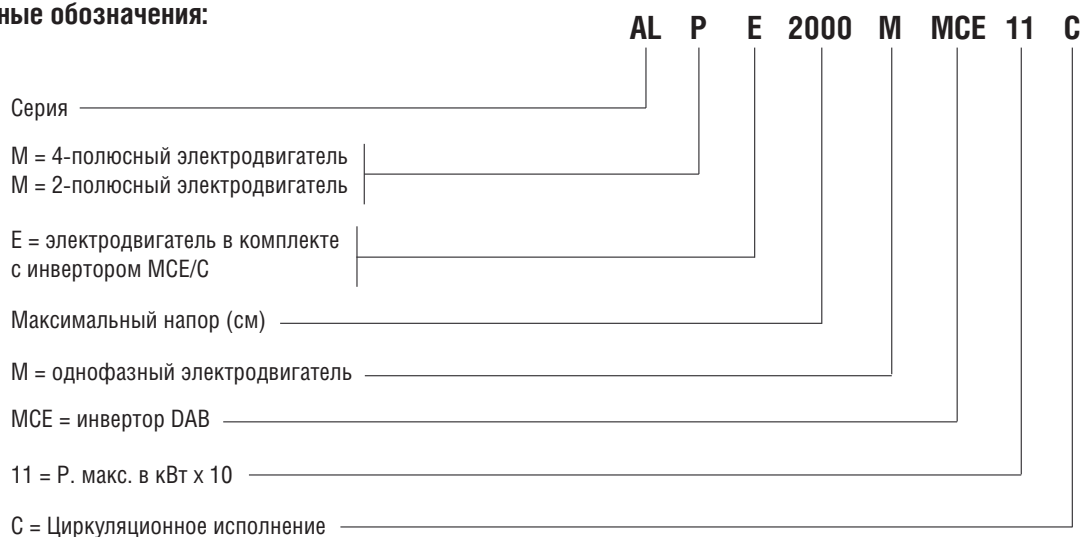 ные обозначения:
AL P E 2000 M MCE 11 C
Серия
М = 4-полюсный электродвигатель
М = 2-полюсный электродвигатель
Е = электродвигатель в комплекте
с инвертором MCE/C
Максимальный напор (см)
М = однофазный электродвигатель
MCE = инвертор DAB
11 = Р. макс. в кВт х 10
С = Циркуляционное исполнение